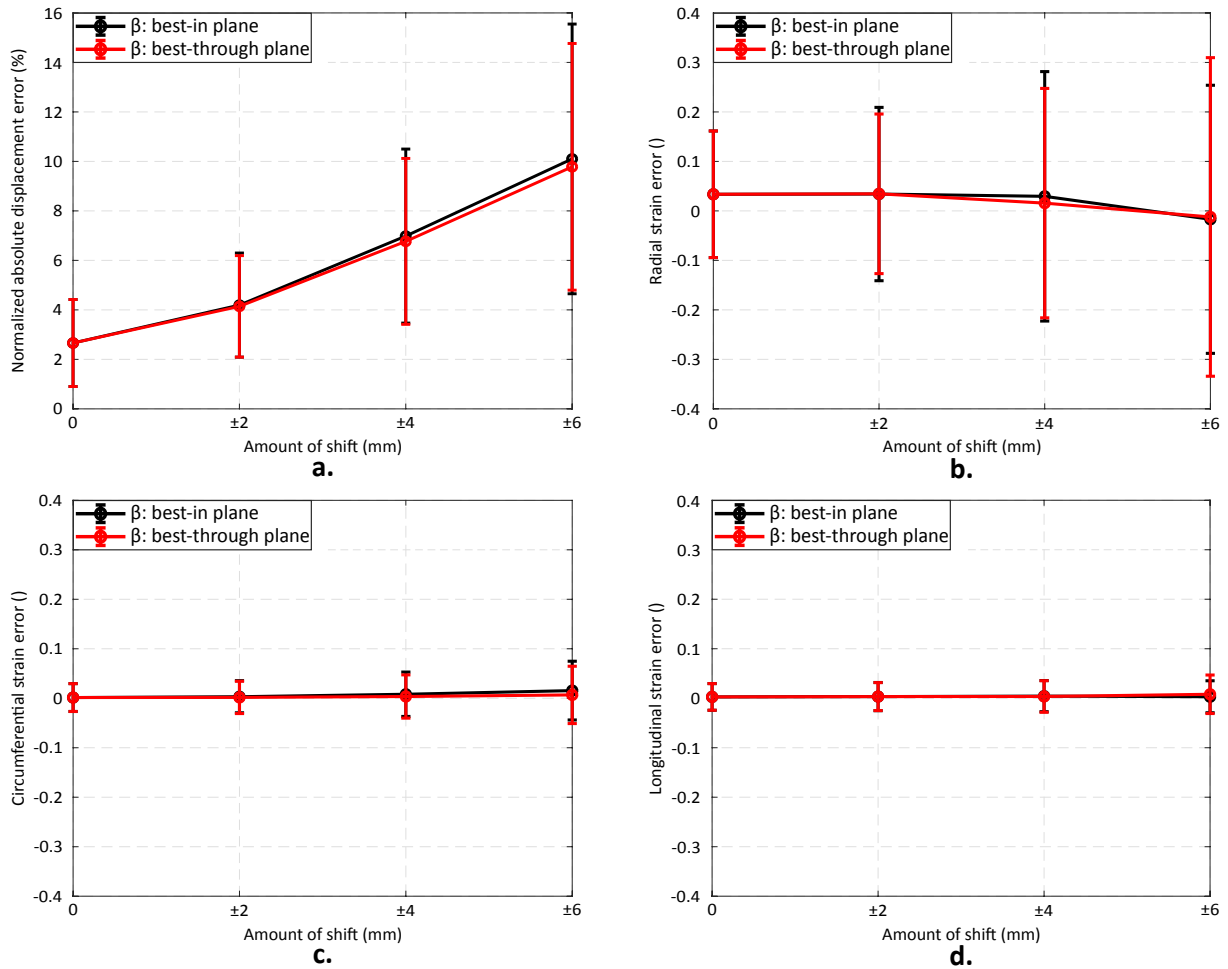 β: best-in plane
β: best-through plane
Normalized absolute displacement error (%)
16
14
12
10
8
6
4
2
0
0
±2
±4
±6
Amount of shift (mm)
a.
β: best-in plane
β: best-through plane
Radial strain error ()
0.4
0.3
0.2
0.1
0
-0.1
-0.2
-0.3
-0.4
0
±2
±4
±6
Amount of shift (mm)
b.
β: best-in plane
β: best-through plane
Circumferential strain error ()
0.4
0.3
0.2
0.1
0
-0.1
-0.2
-0.3
-0.4
0
±2
±4
±6
Amount of shift (mm)
c.
β: best-in plane
β: best-through plane
Longitudinal strain error ()
0.4
0.3
0.2
0.1
0
-0.1
-0.2
-0.3
-0.4
0
±2
±4
±6
Amount of shift (mm)
d.